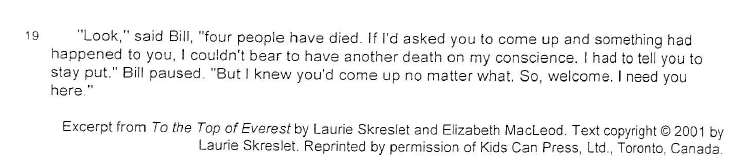 19 "Look," said Bill, "four people have died. If I'd asked you to come up and something had
happened to you, I couldn't bear to have another death on my conscience. I had to tell you to
stay put." Bill paused. "But I knew you'd come up no matter what. So, welcome. I need you
here."
Excerpt from To the Top of Everest by Laurie Skreslet and Elizabeth MacLeod. Text copyright © 2001 by
Laurie Skreslet. Reprinted by permission of Kids Can Press, Ltd., Toronto, Canada.